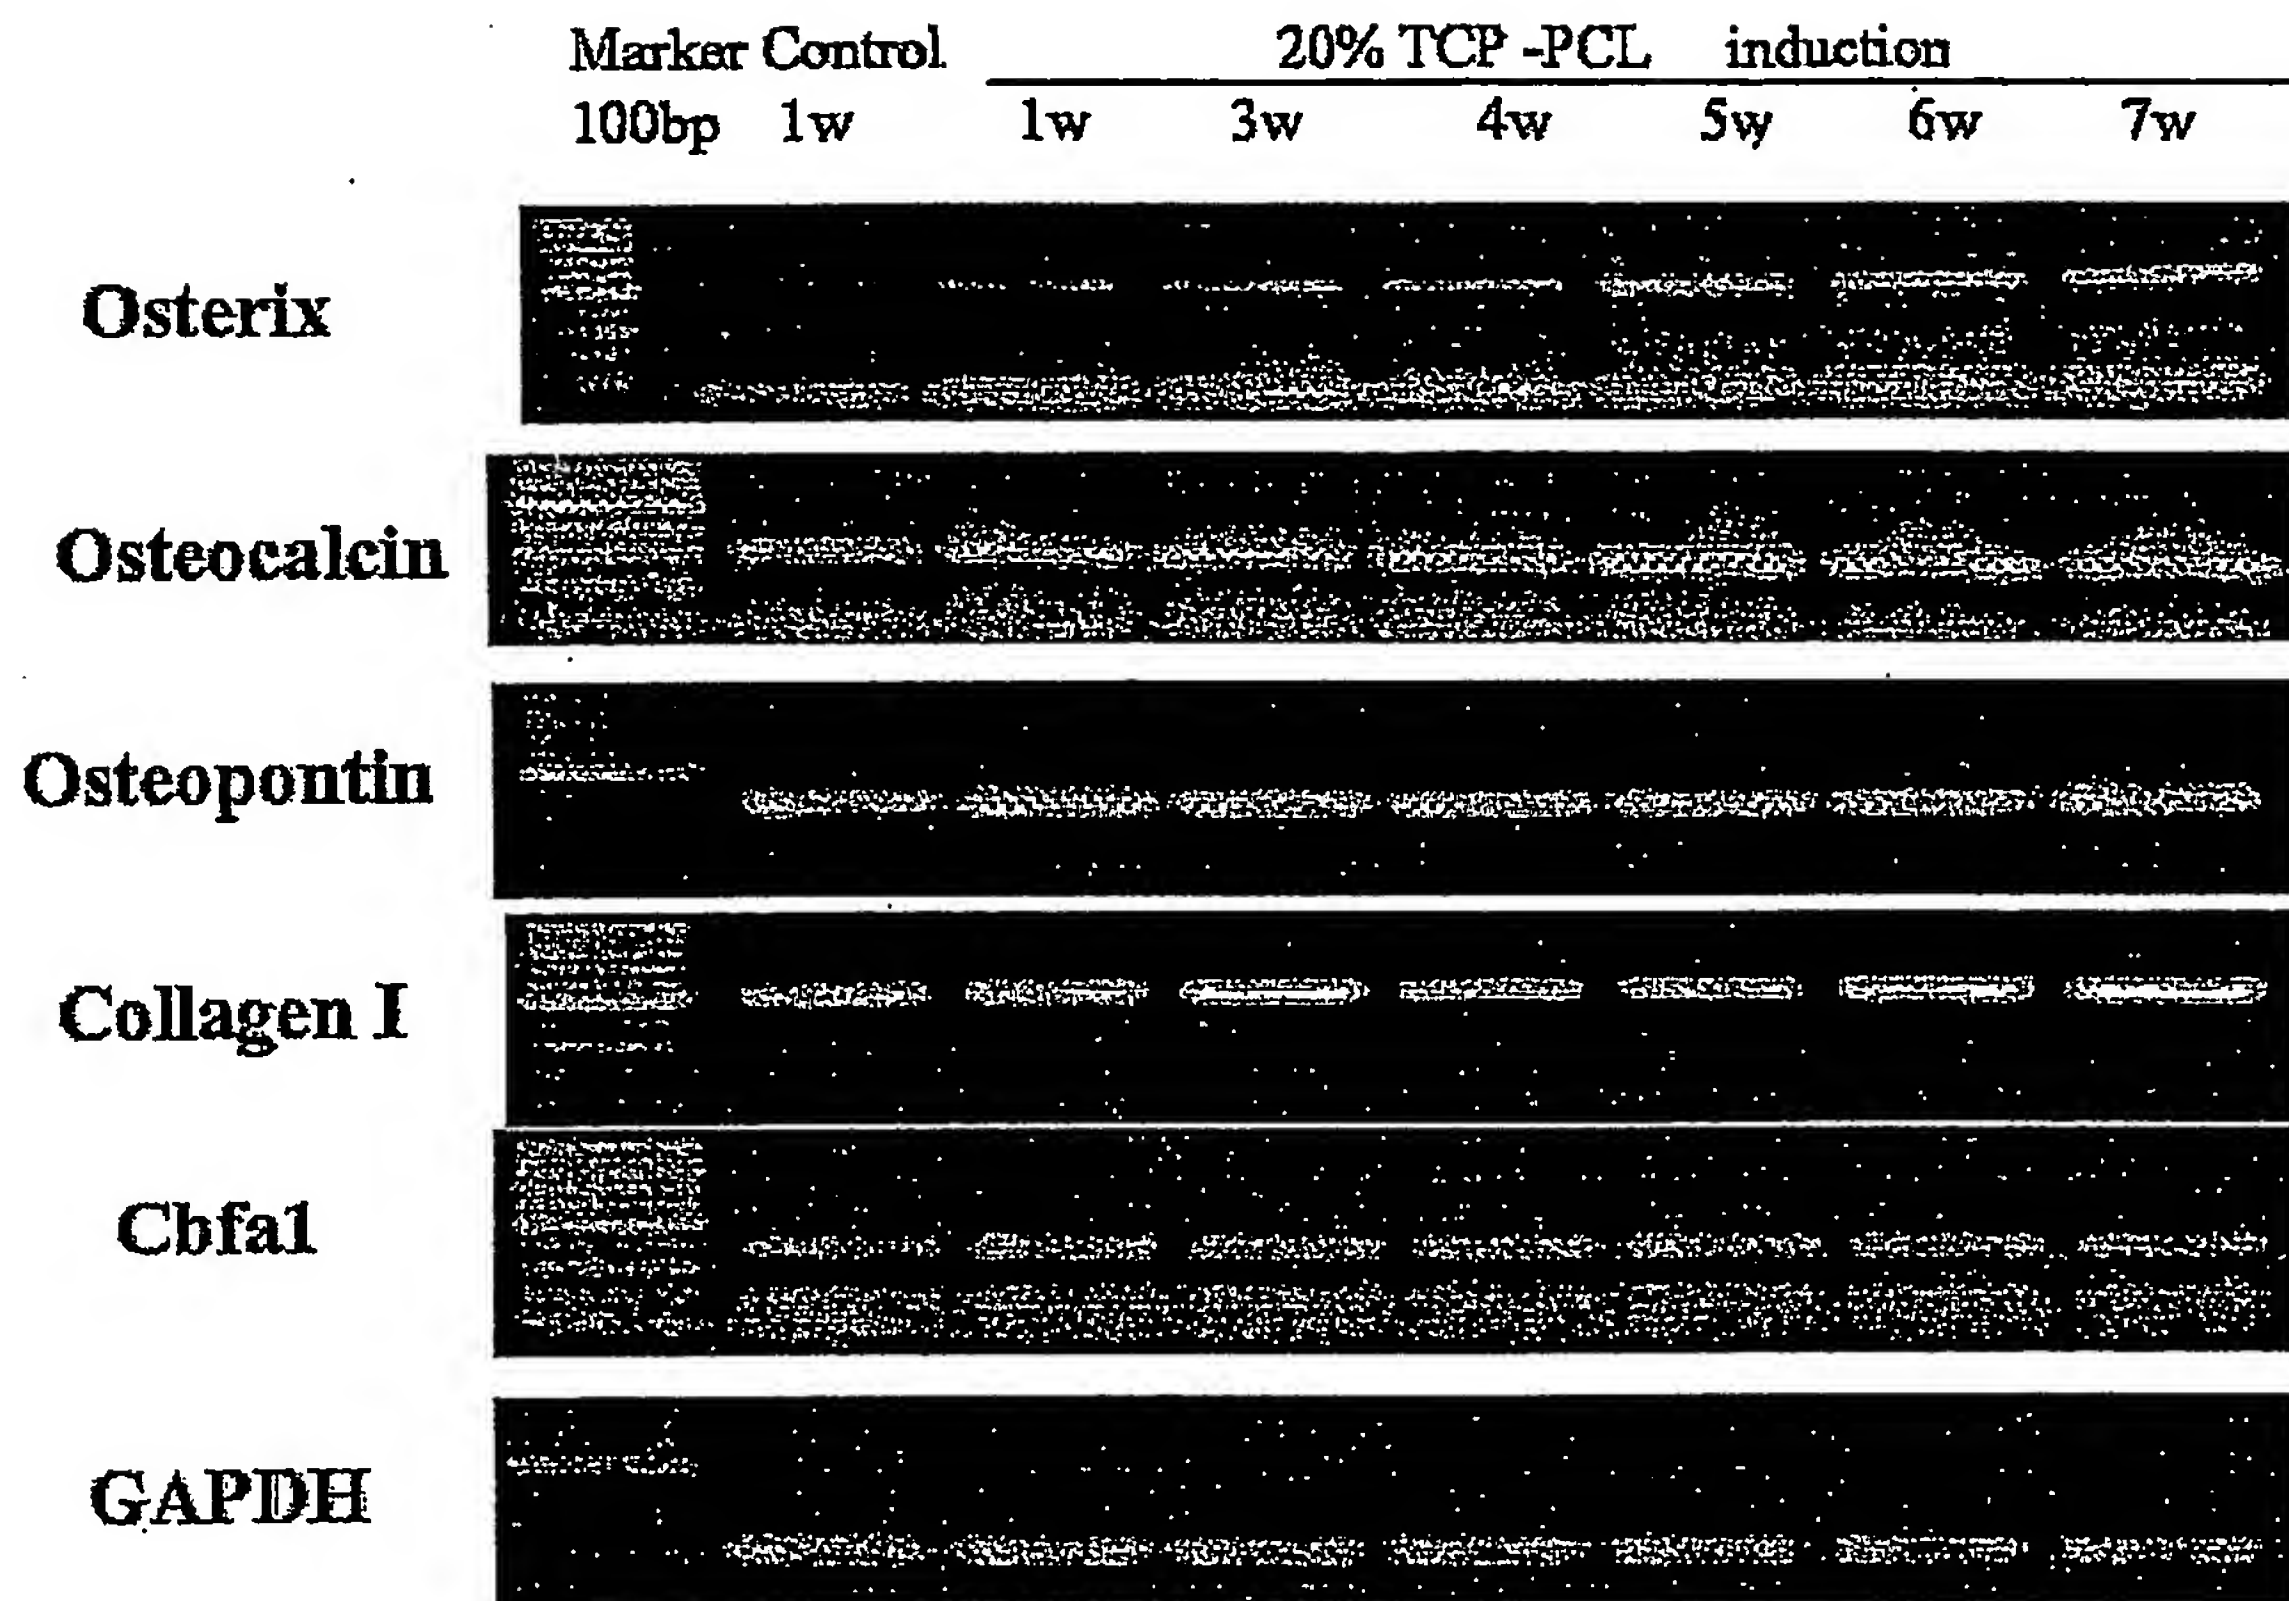 Marker Control 20% TCP -PCL induction
100bp 1w 1w 3w 4w 5w 6w 7w
Osterix
Osteocalcin
Osteopontin
Collagen I
Cbfa1
GAPDH